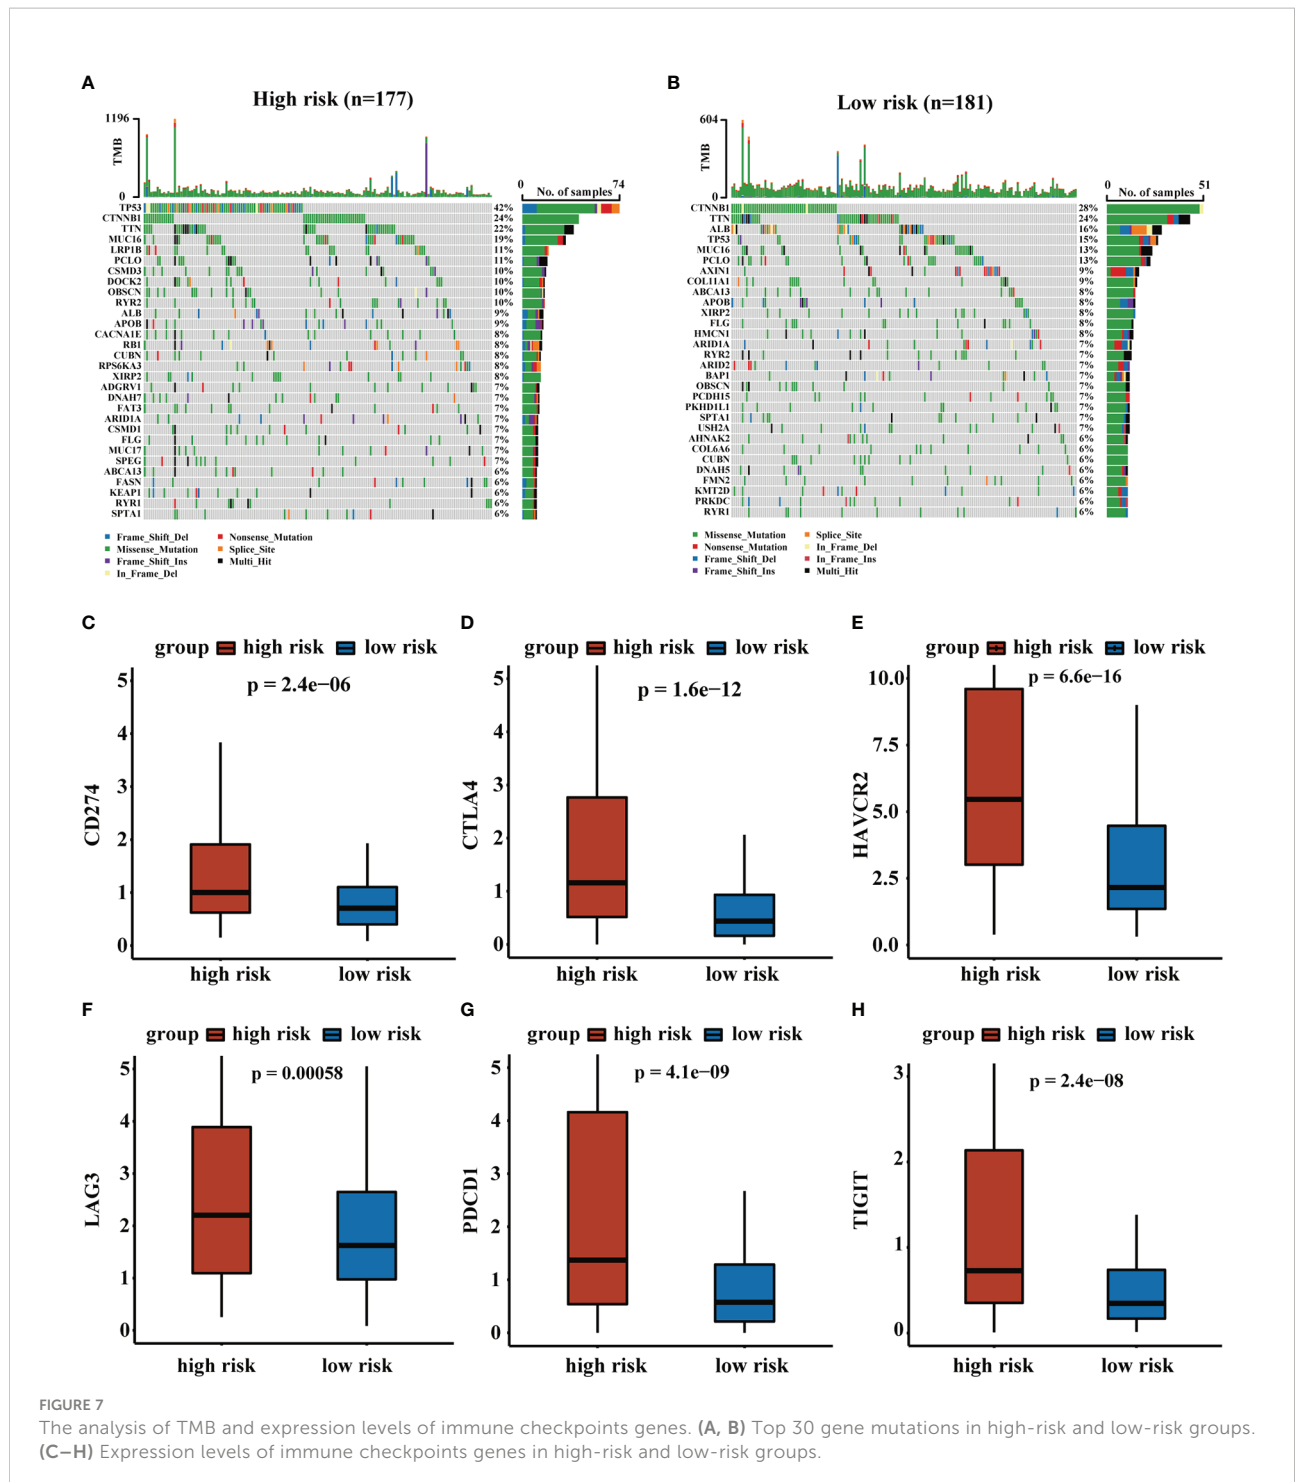 A
High risk (n=177)
1196
TMB
0
0 74
No. of samples
TP53 42%
CTNNB1 24%
TTN 22%
MUC16 19%
LRP1B 11%
PCLO 11%
CSMD3 10%
DOCK2 10%
OBSCN 10%
RYR2 10%
ALB 9%
APOB 9%
CACNA1E 8%
RB1 8%
CUBN 8%
RPS6KA3 8%
XIRP2 8%
ADGRV1 7%
DNAH7 7%
FAT3 7%
ARID1A 7%
CSMD1 7%
FLG 7%
MUC17 7%
SPEG 7%
ABCA13 6%
FASN 6%
KEAP1 6%
RYR1 6%
SPTA1 6%
Frame_Shift_Del Nonsense_Mutation
Missense_Mutation Splice_Site
Frame_Shift_Ins Multi_Hit
In_Frame_Del
B
Low risk (n=181)
604
TMB
0
0 51
No. of samples
CTNNB1 28%
TTN 24%
ALB 16%
TP53 15%
MUC16 13%
PCLO 13%
AXIN1 9%
COL11A1 9%
ABCA13 8%
APOB 8%
XIRP2 8%
FLG 8%
HMCN1 8%
ARID1A 7%
RYR2 7%
ARID2 7%
BAP1 7%
OBSCN 7%
PCDH15 7%
PKHD1L1 7%
SPTA1 7%
USH2A 7%
AHNAK2 6%
COL6A6 6%
CUBN 6%
DNAH5 6%
FMN2 6%
KMT2D 6%
PRKDC 6%
RYR1 6%
Missense_Mutation Splice_Site
Nonsense_Mutation In_Frame_Del
Frame_Shift_Del In_Frame_Ins
Frame_Shift_Ins Multi_Hit
C
group high risk low risk
p = 2.4e−06
CD274
5
4
3
2
1
0
high risk low risk
D
group high risk low risk
p = 1.6e−12
CTLA4
5
4
3
2
1
0
high risk low risk
E
group high risk low risk
p = 6.6e−16
HAVCR2
10.0
7.5
5.0
2.5
0.0
high risk low risk
F
group high risk low risk
p = 0.00058
LAG3
5
4
3
2
1
0
high risk low risk
G
group high risk low risk
p = 4.1e−09
PDCD1
5
4
3
2
1
0
high risk low risk
H
group high risk low risk
p = 2.4e−08
TIGIT
3
2
1
0
high risk low risk
FIGURE 7
The analysis of TMB and expression levels of immune checkpoints genes. (A, B) Top 30 gene mutations in high-risk and low-risk groups.
(C–H) Expression levels of immune checkpoints genes in high-risk and low-risk groups.